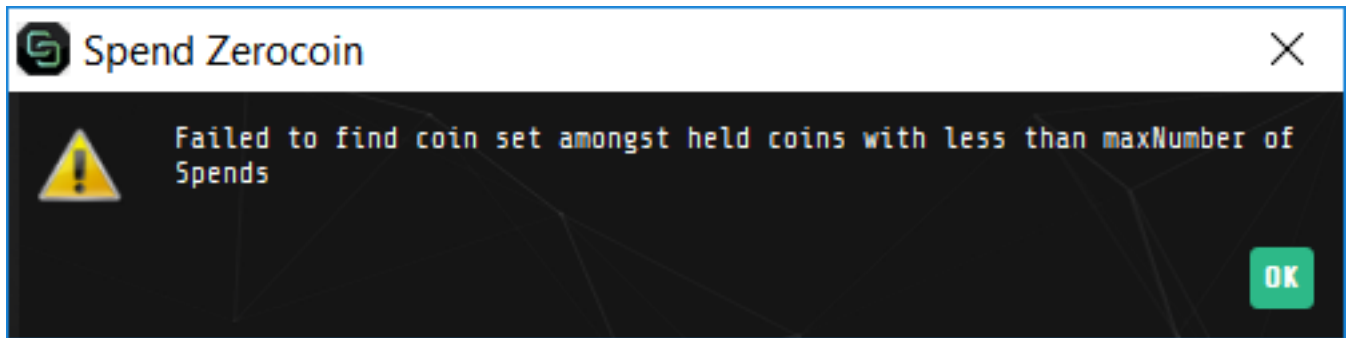 Spend Zerocoin
Failed to find coin set amongst held coins with less than maxNumber of
Spends
OK